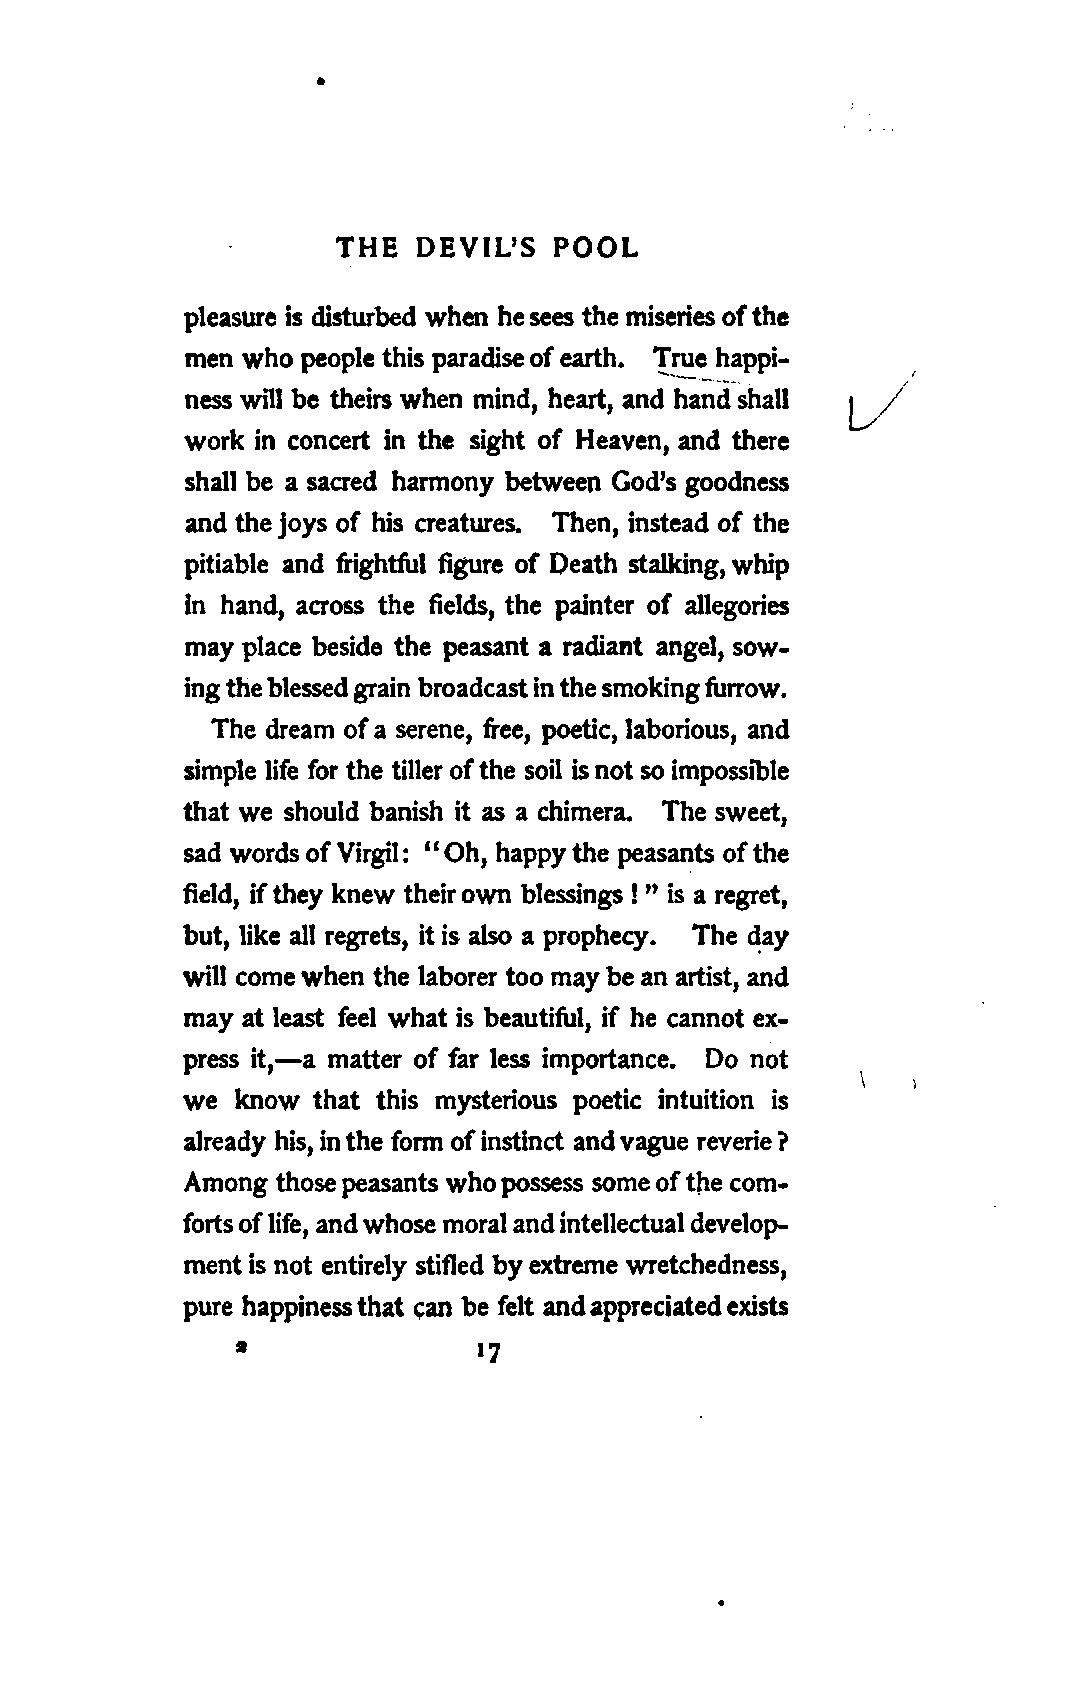 THE DEVIL'S POOL
pleasure is disturbed when he sees the miseries of the
men who people this paradise of earth. True happi-
ness will be theirs when mind, heart, and hand shall
work in concert in the sight of Heaven, and there
shall be a sacred harmony between God's goodness
and the joys of his creatures. Then, instead of the
pitiable and frightful figure of Death stalking, whip
in hand, across the fields, the painter of allegories
may place beside the peasant a radiant angel, sow-
ing the blessed grain broadcast in the smoking furrow.
The dream of a serene, free, poetic, laborious, and
simple life for the tiller of the soil is not so impossible
that we should banish it as a chimera. The sweet,
sad words of Virgil: "Oh, happy the peasants of the
field, if they knew their own blessings!" is a regret,
but, like all regrets, it is also a prophecy. The day
will come when the laborer too may be an artist, and
may at least feel what is beautiful, if he cannot ex-
press it,—a matter of far less importance. Do not
we know that this mysterious poetic intuition is
already his, in the form of instinct and vague reverie?
Among those peasants who possess some of the com-
forts of life, and whose moral and intellectual develop-
ment is not entirely stifled by extreme wretchedness,
pure happiness that can be felt and appreciated exists
2 17